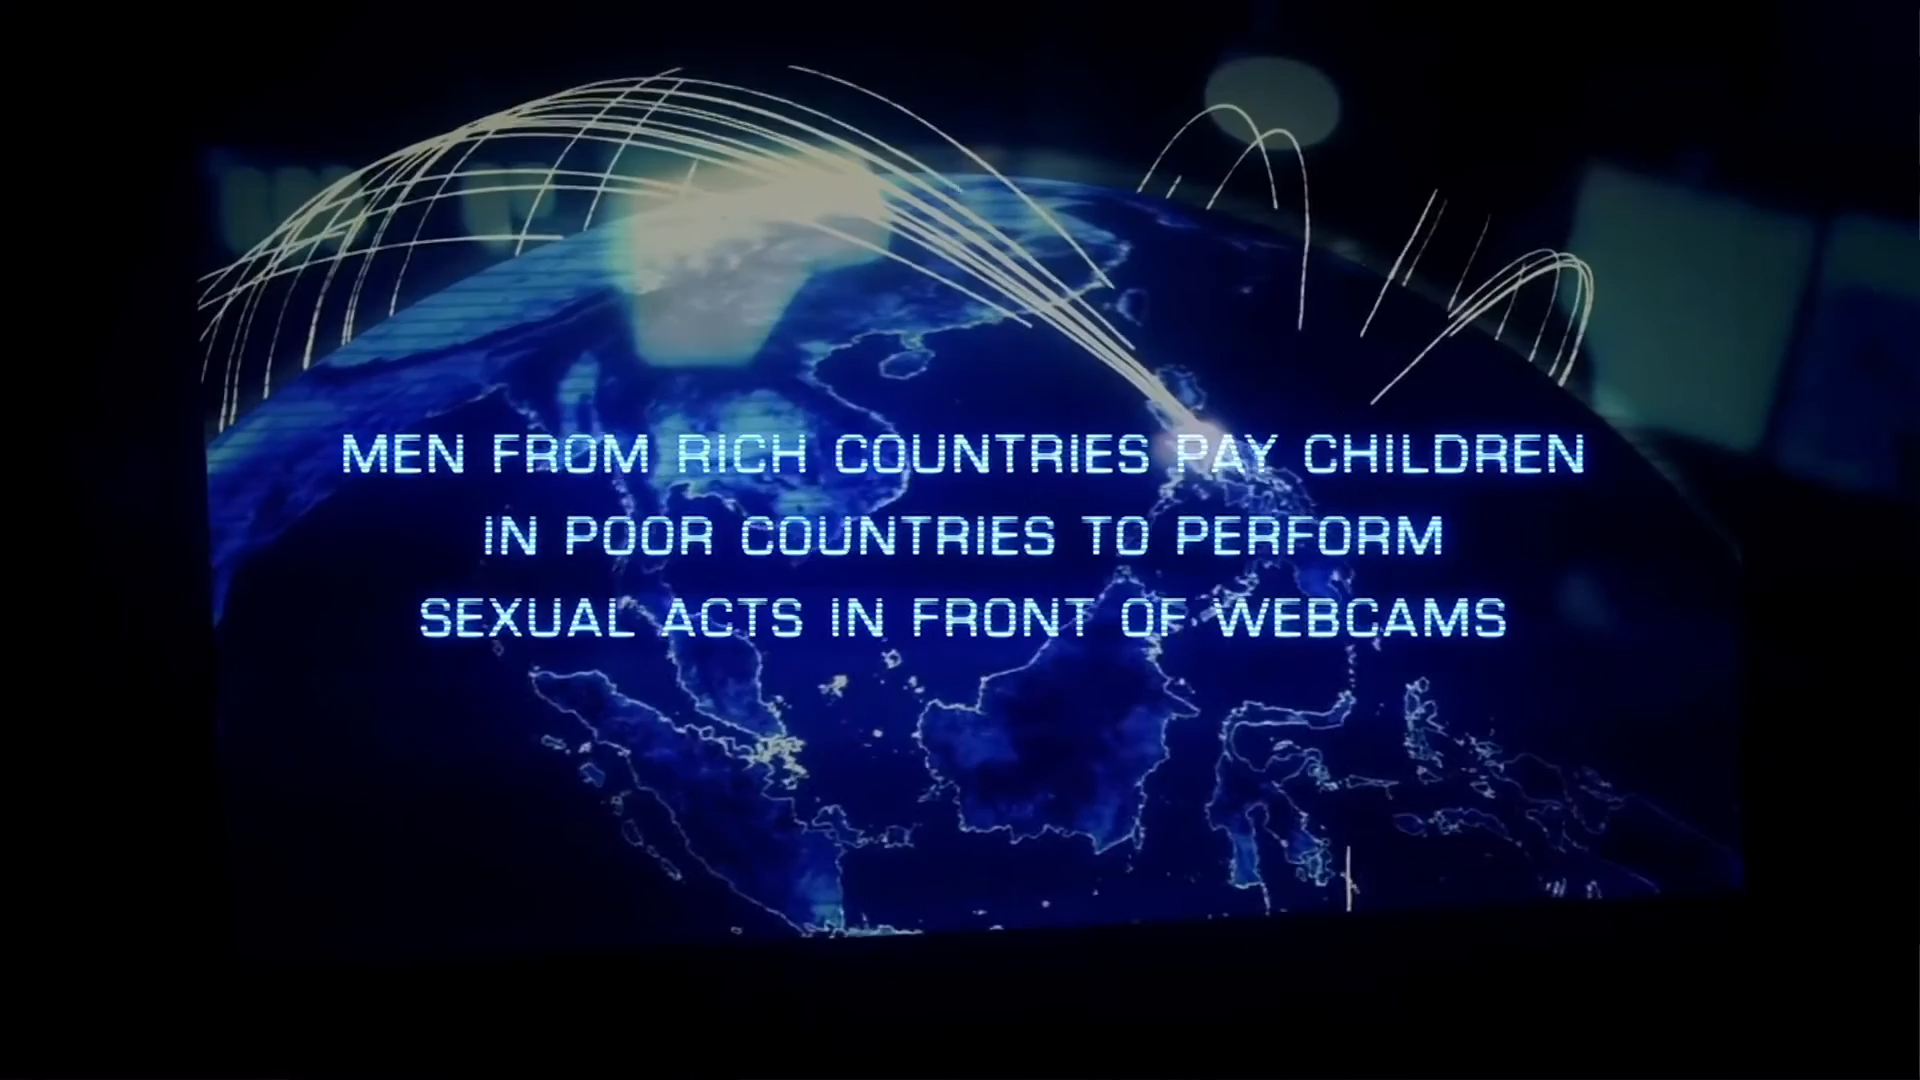 MEN FROM RICH COUNTRIES PAY CHILDREN
IN POOR COUNTRIES TO PERFORM
SEXUAL ACTS IN FRONT OF WEBCAMS